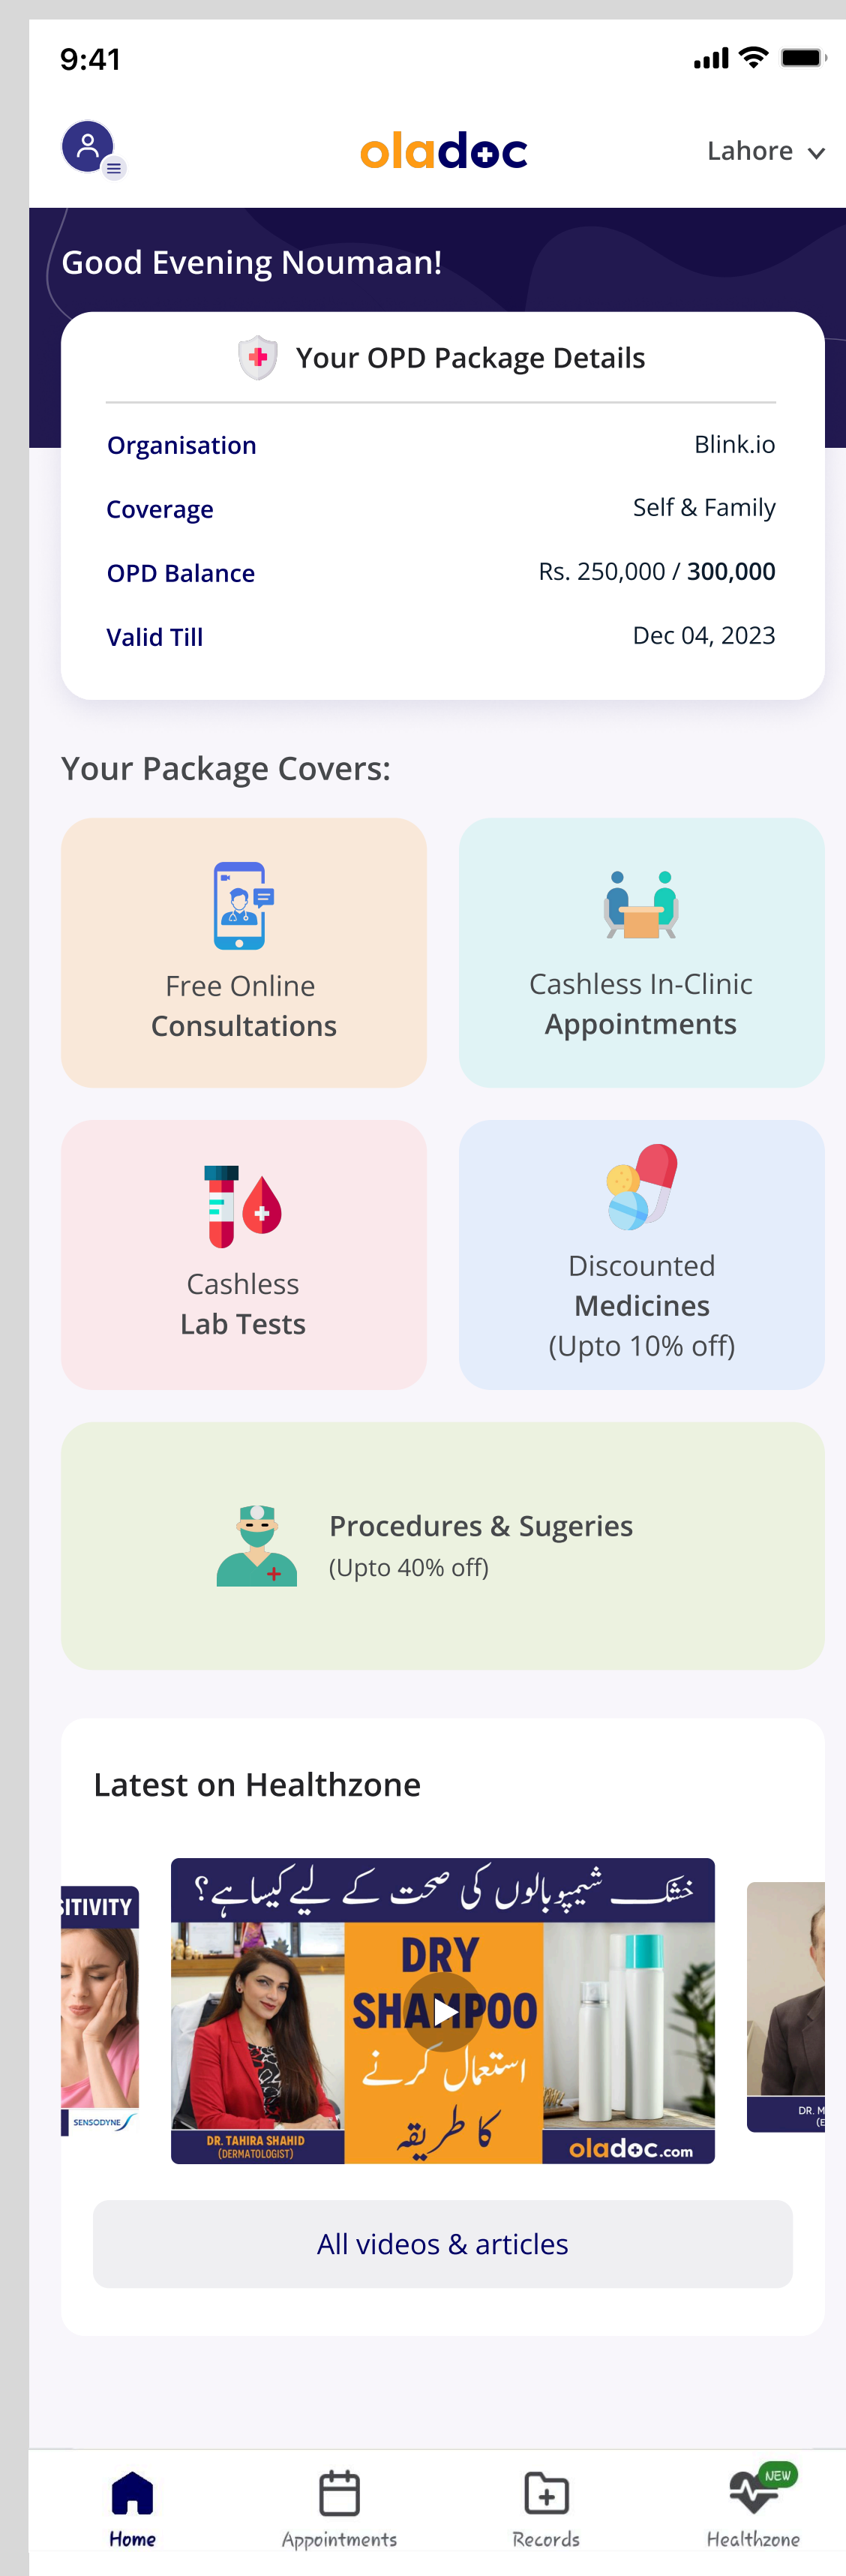 9:41
oladoc
Lahore
Good Evening Noumaan!
Your OPD Package Details
Organisation Blink.io
Coverage Self & Family
OPD Balance Rs. 250,000 / 300,000
Valid Till Dec 04, 2023
Your Package Covers:
Free Online
Consultations
Cashless In-Clinic
Appointments
Cashless
Lab Tests
Discounted
Medicines
(Upto 10% off)
Procedures & Sugeries
(Upto 40% off)
Latest on Healthzone
SITIVITY
SENSODYNE
خشک شیمپو بالوں کی صحت کے لیے کیسا ہے؟
DRY
SHAMPOO
استعمال کرنے
کا طریقہ
DR. TAHIRA SHAHID
(DERMATOLOGIST)
oladoc.com
DR. M
(E
All videos & articles
Home
Appointments
Records
NEW
Healthzone